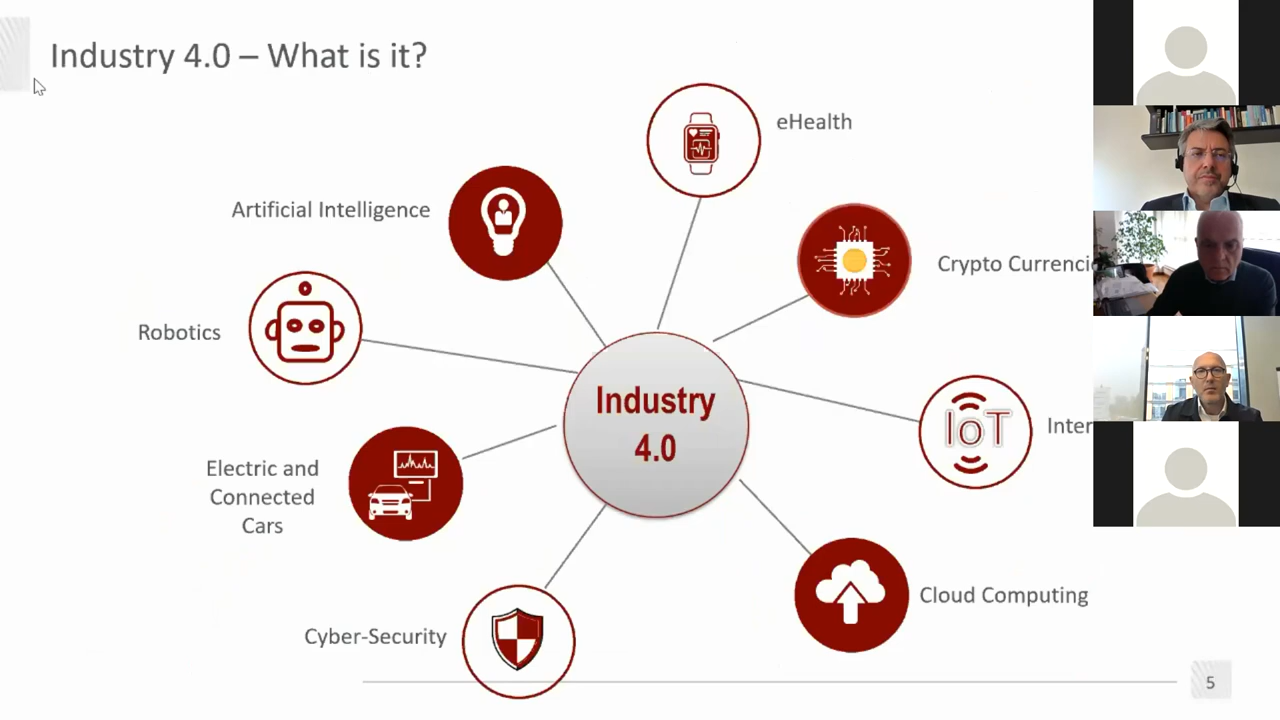 Industry 4.0 – What is it?
eHealth
Artificial Intelligence
Crypto Currenci
Robotics
Industry
4.0
IoT
Inter
Electric and
Connected
Cars
Cloud Computing
Cyber-Security
5